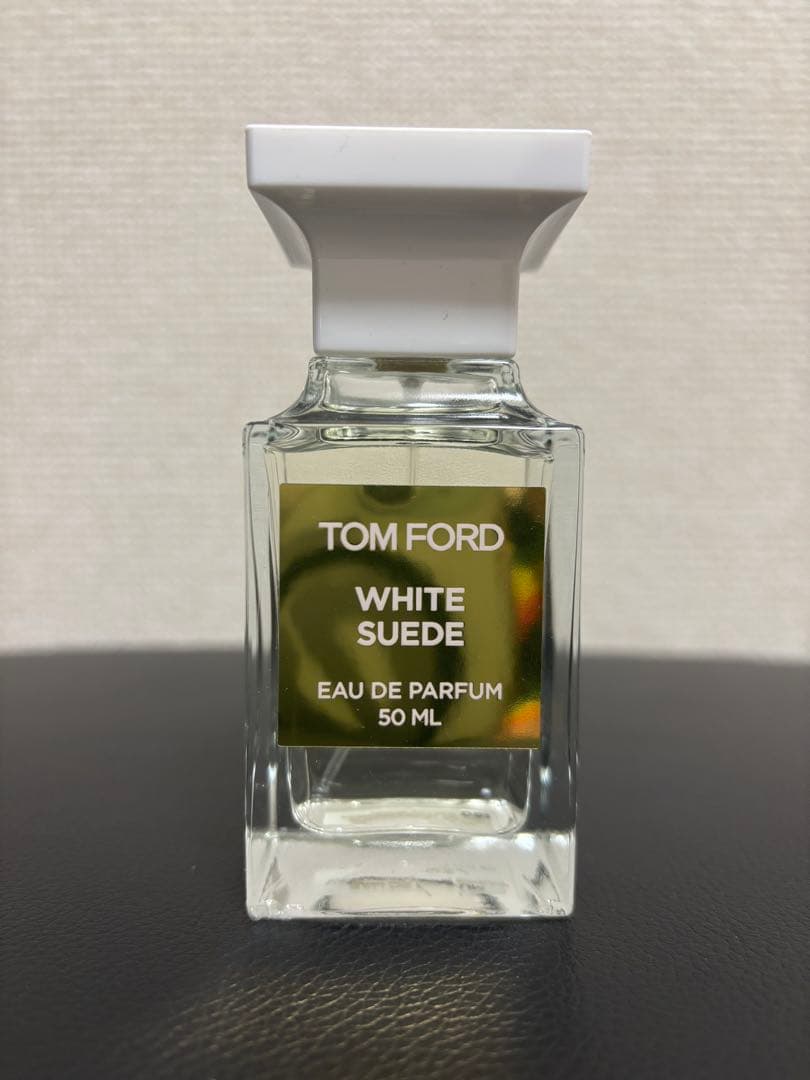 TOM FORD
WHITE
SUEDE
EAU DE PARFUM
50 ML